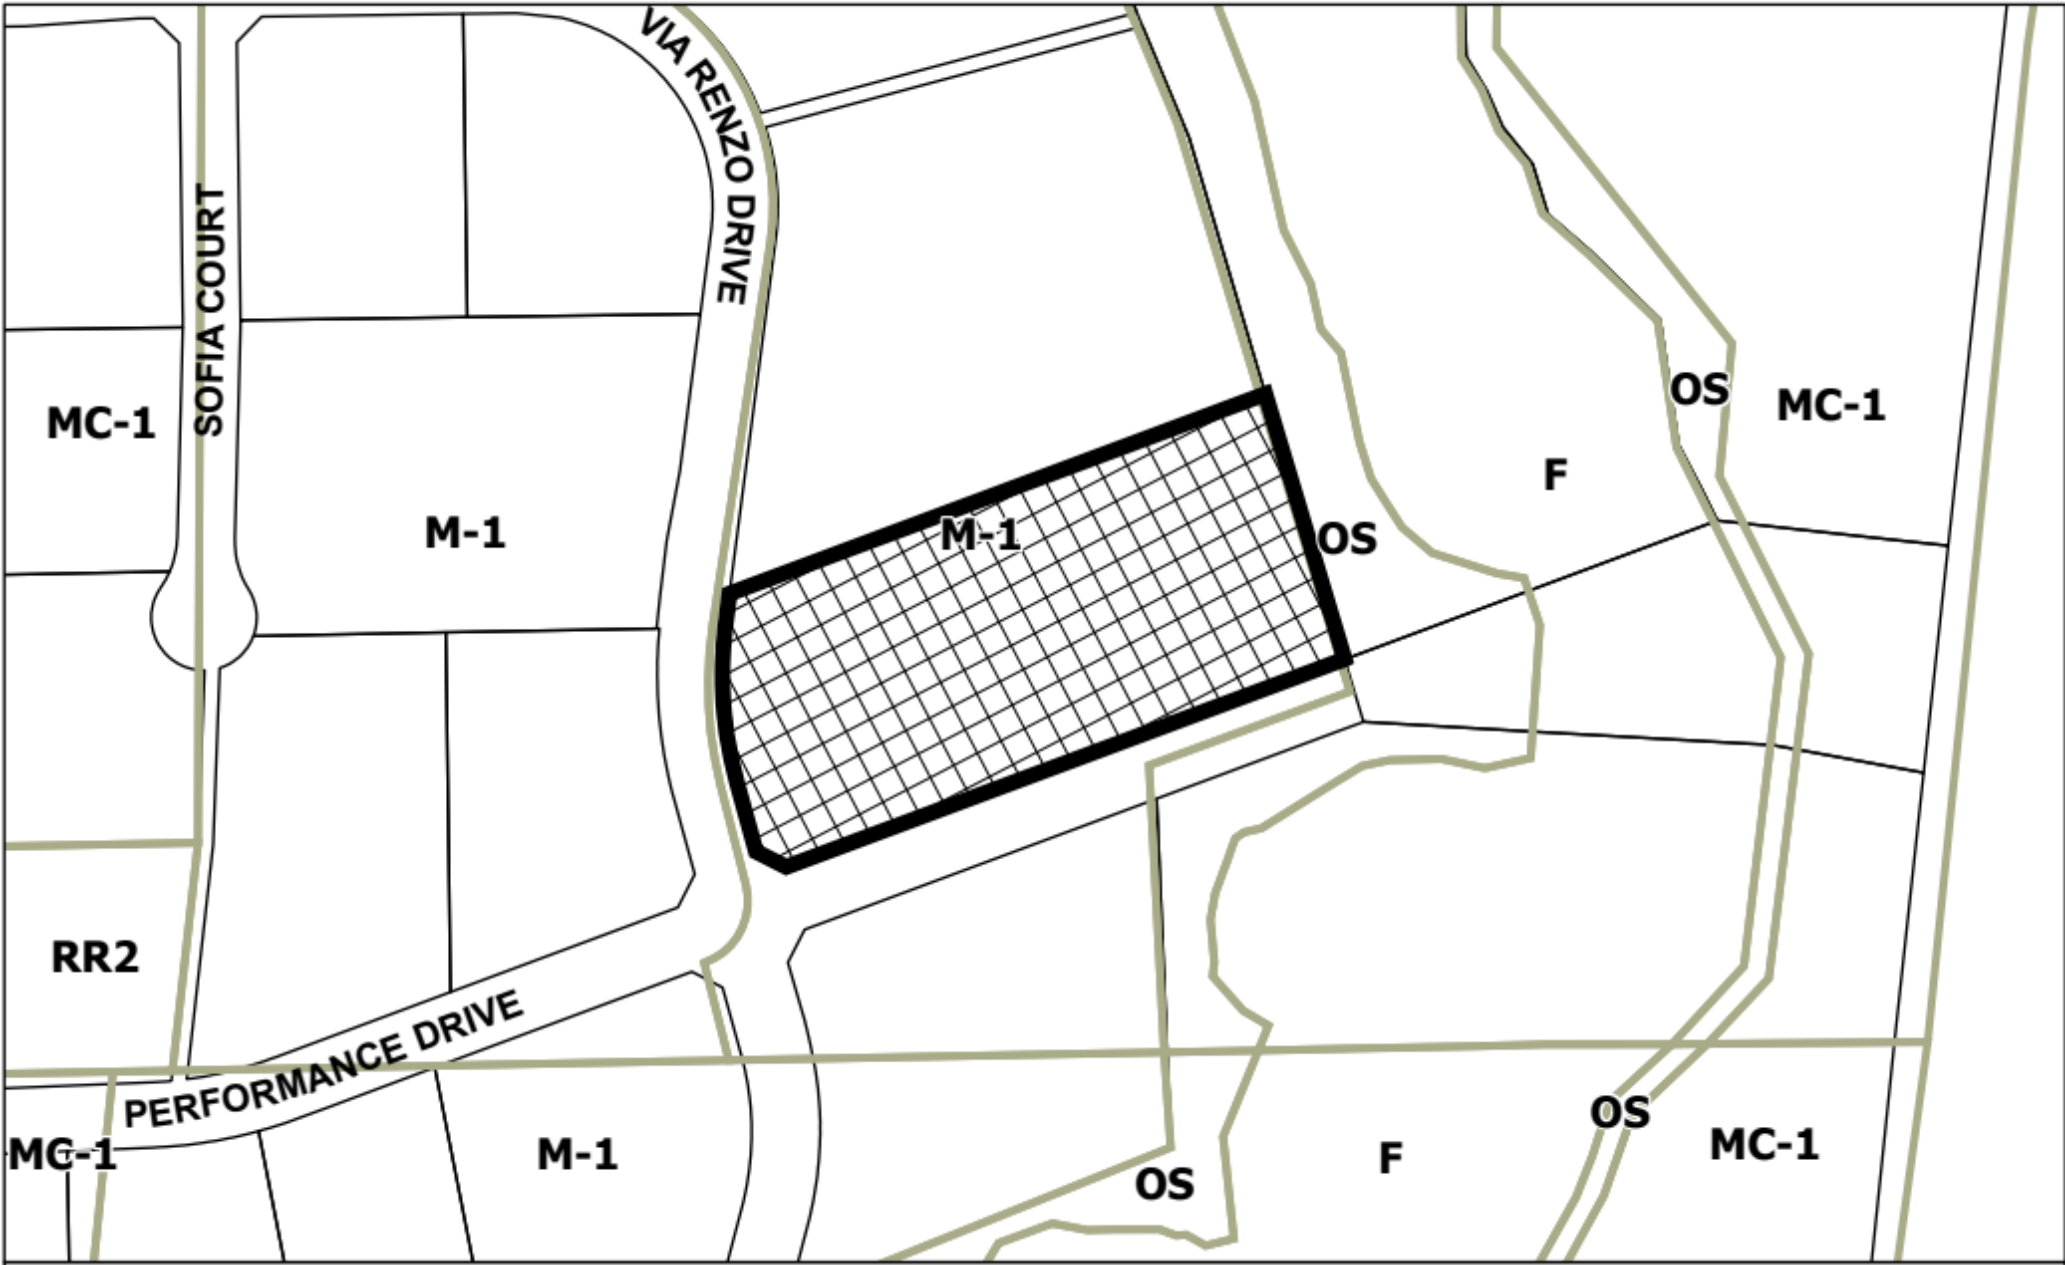 VIA RENZO DRIVE
SOFIA COURT
MC-1
OS
MC-1
F
M-1
M-1
OS
RR2
PERFORMANCE DRIVE
OS
MC-1
MC-1
M-1
F
OS